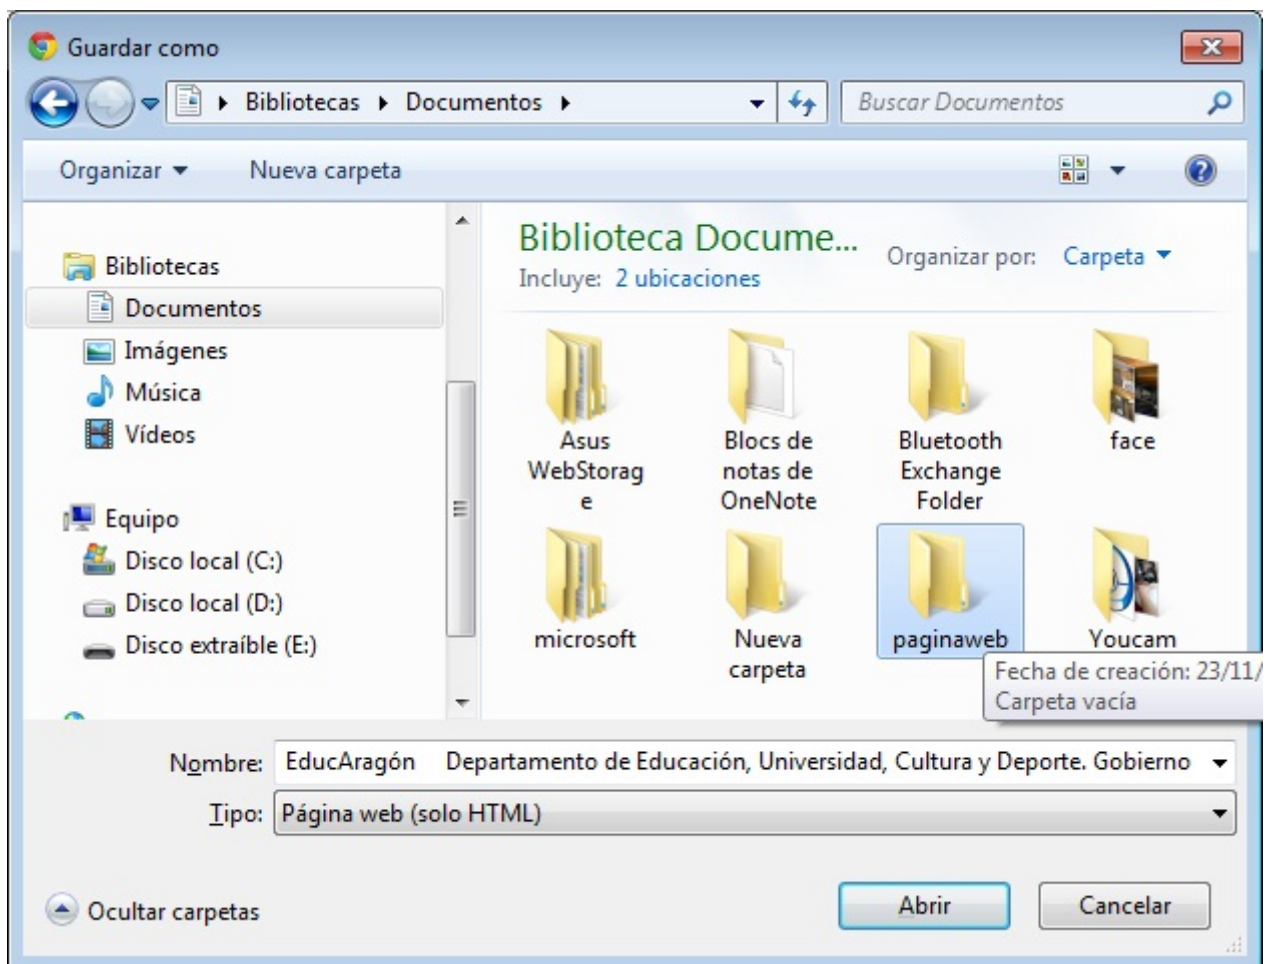 Guardar como
Bibliotecas Documentos
Buscar Documentos
Organizar Nueva carpeta
Bibliotecas
Documentos
Imágenes
Música
Vídeos
Equipo
Disco local (C:)
Disco local (D:)
Disco extraíble (E:)
Biblioteca Docume...
Incluye: 2 ubicaciones
Organizar por: Carpeta
Asus
WebStorag
e
Blocs de
notas de
OneNote
Bluetooth
Exchange
Folder
face
microsoft
Nueva
carpeta
paginaweb
Youcam
Fecha de creación: 23/11/
Carpeta vacía
Nombre: EducAragón Departamento de Educación, Universidad, Cultura y Deporte. Gobierno
Tipo: Página web (solo HTML)
Ocultar carpetas
Abrir
Cancelar